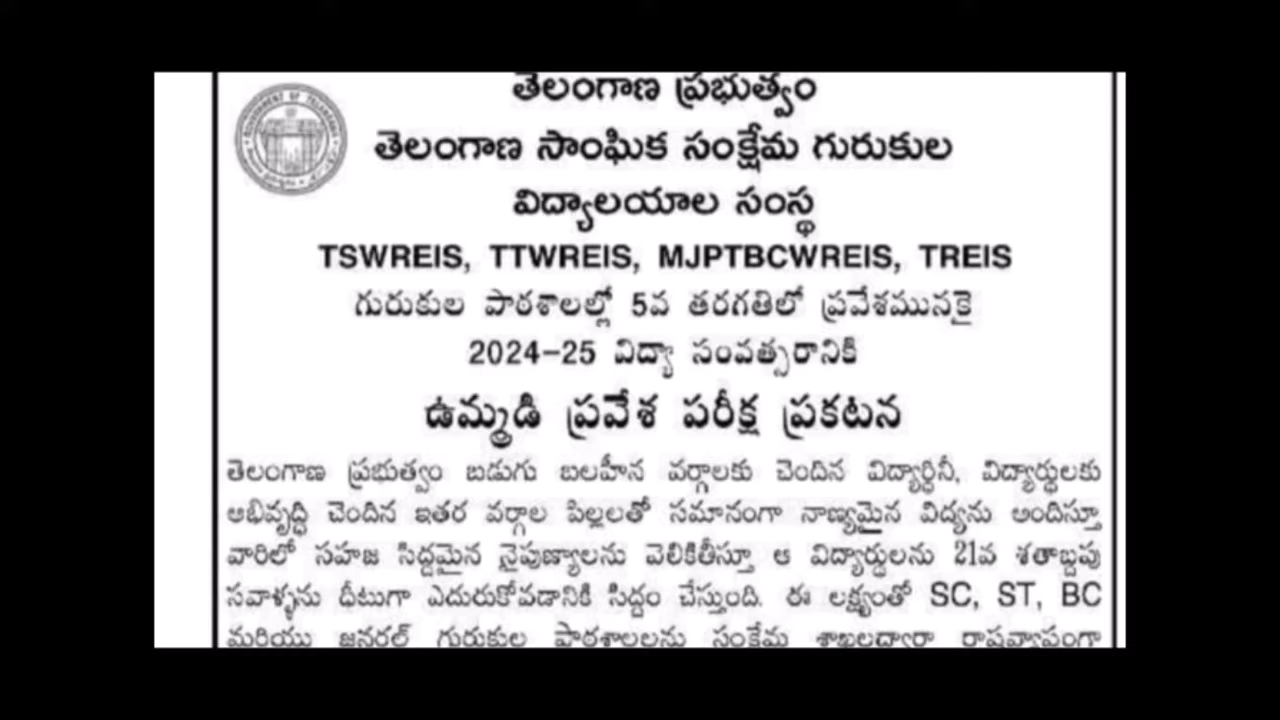 తెలంగాణ ప్రభుత్వం
తెలంగాణ సాంఘిక సంక్షేమ గురుకుల
విద్యాలయాల సంస్థ
TSWREIS, TTWREIS, MJPTBCWREIS, TREIS
గురుకుల పాఠశాలల్లో 5వ తరగతిలో ప్రవేశమునకై
2024-25 విద్యా సంవత్సరానికి
ఉమ్మడి ప్రవేశ పరీక్ష ప్రకటన
తెలంగాణ ప్రభుత్వం బడుగు బలహీన వర్గాలకు చెందిన విద్యార్థినీ, విద్యార్థులకు
అభివృద్ధి చెందిన ఇతర వర్గాల పిల్లలతో సమానంగా నాణ్యమైన విద్యను అందిస్తూ
వారిలో సహజ సిద్దమైన నైపుణ్యాలను వెలికితీస్తూ ఆ విద్యార్థులను 21వ శతాబ్దపు
సవాళ్ళను ధీటుగా ఎదురుకోవడానికి సిద్దం చేస్తుంది. ఈ లక్ష్యంతో SC, ST, BC
మరియు జనరల్ గురుకుల పాఠశాలలను సంక్షేమ శాఖలద్వారా రాష్ట్రవ్యాప్తంగా